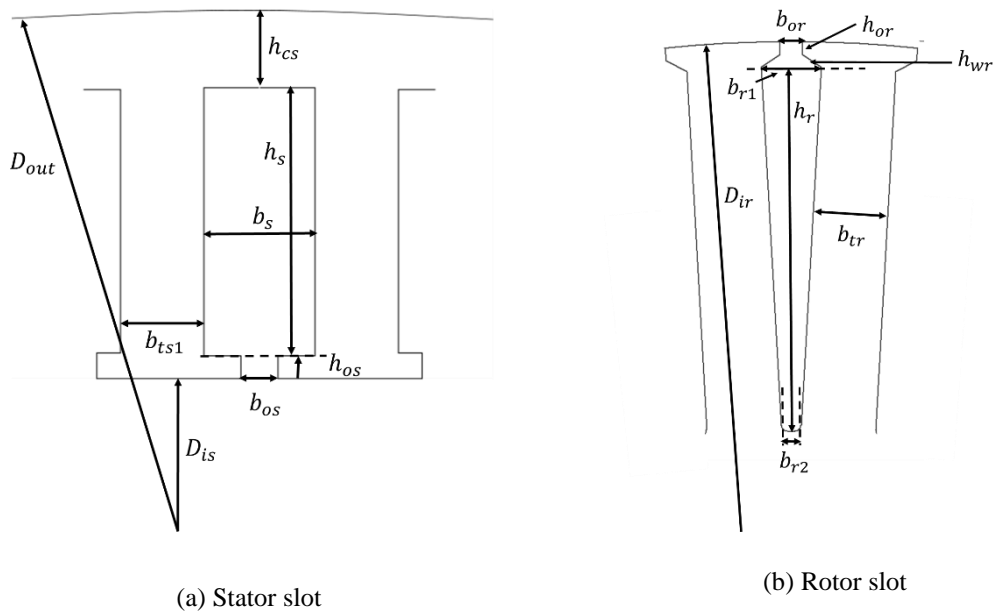 h_cs
D_out
h_s
b_s
b_ts1
h_os
b_os
D_is
(a) Stator slot
b_or
h_or
h_wr
b_r1
h_r
D_ir
b_tr
b_r2
(b) Rotor slot